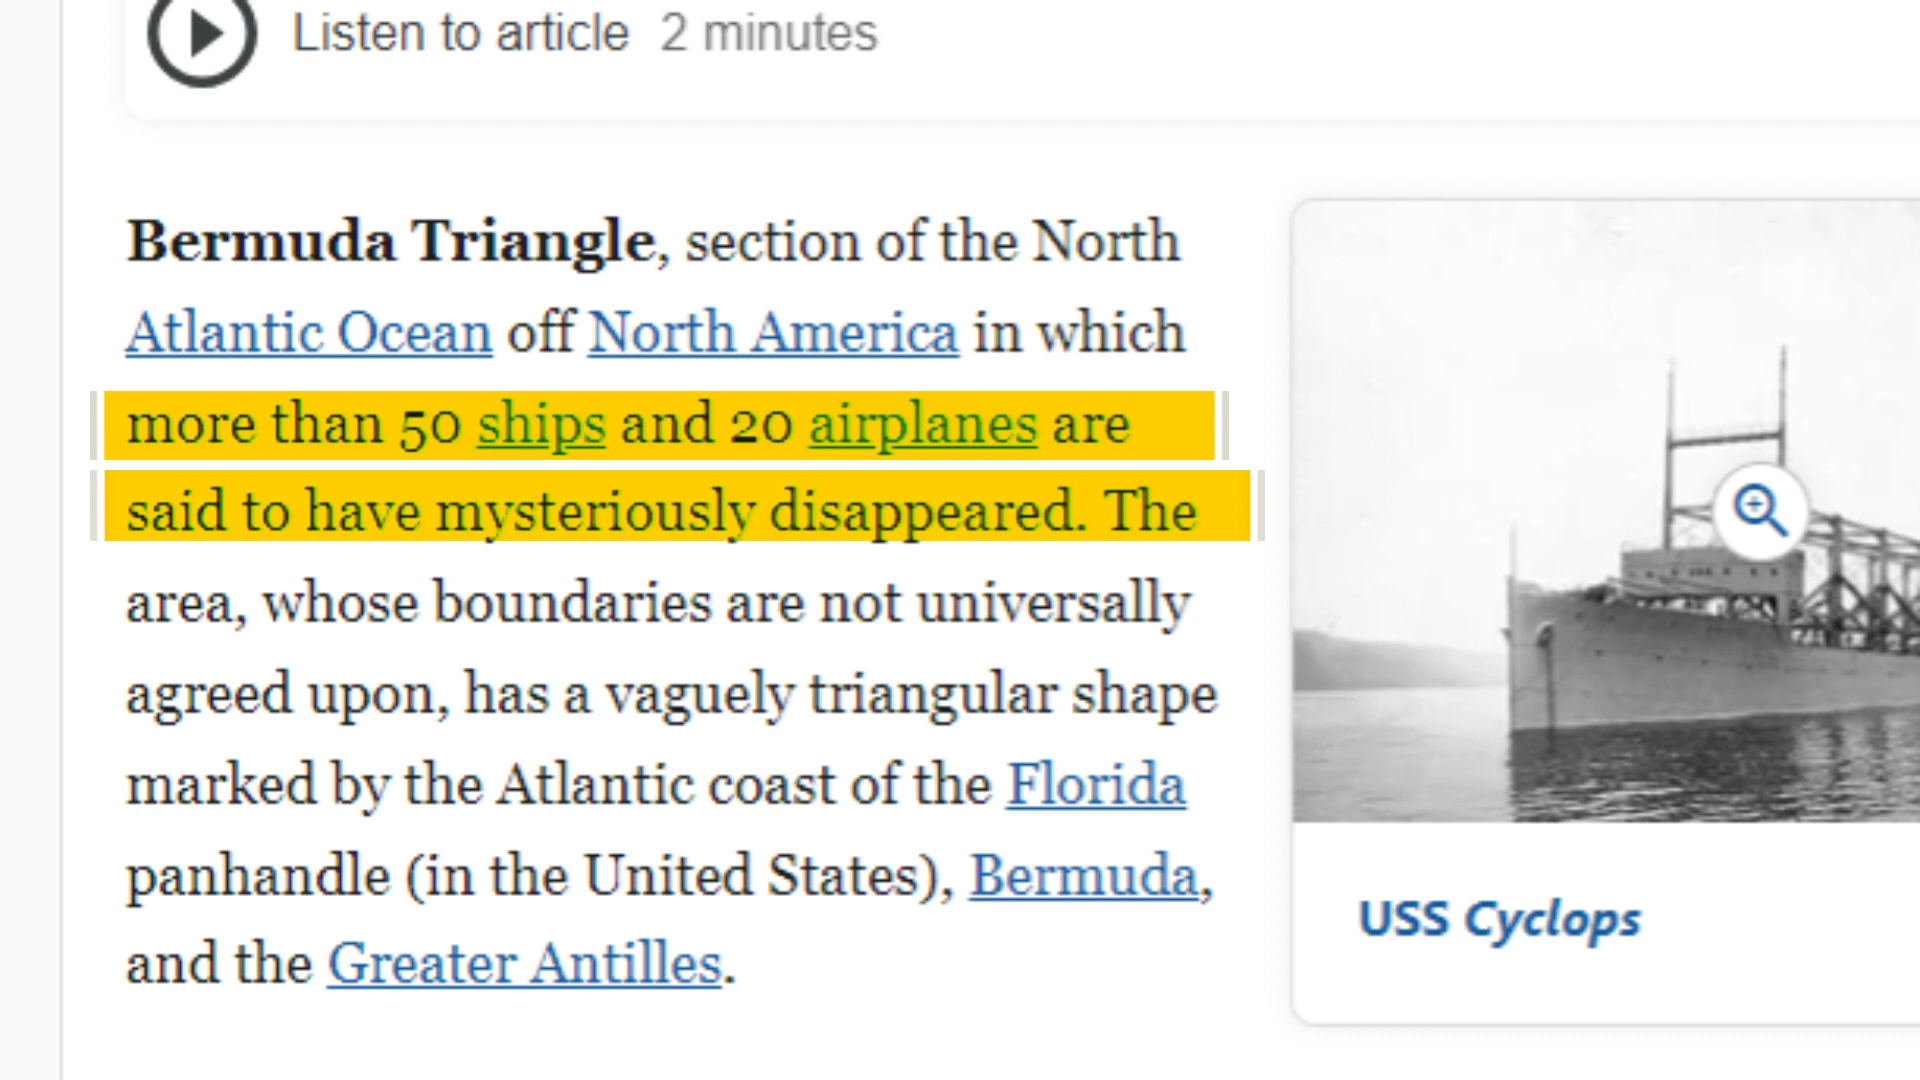 Listen to article 2 minutes
Bermuda Triangle, section of the North
Atlantic Ocean off North America in which
more than 50 ships and 20 airplanes are
said to have mysteriously disappeared. The
area, whose boundaries are not universally
agreed upon, has a vaguely triangular shape
marked by the Atlantic coast of the Florida
panhandle (in the United States), Bermuda,
and the Greater Antilles.
USS Cyclops